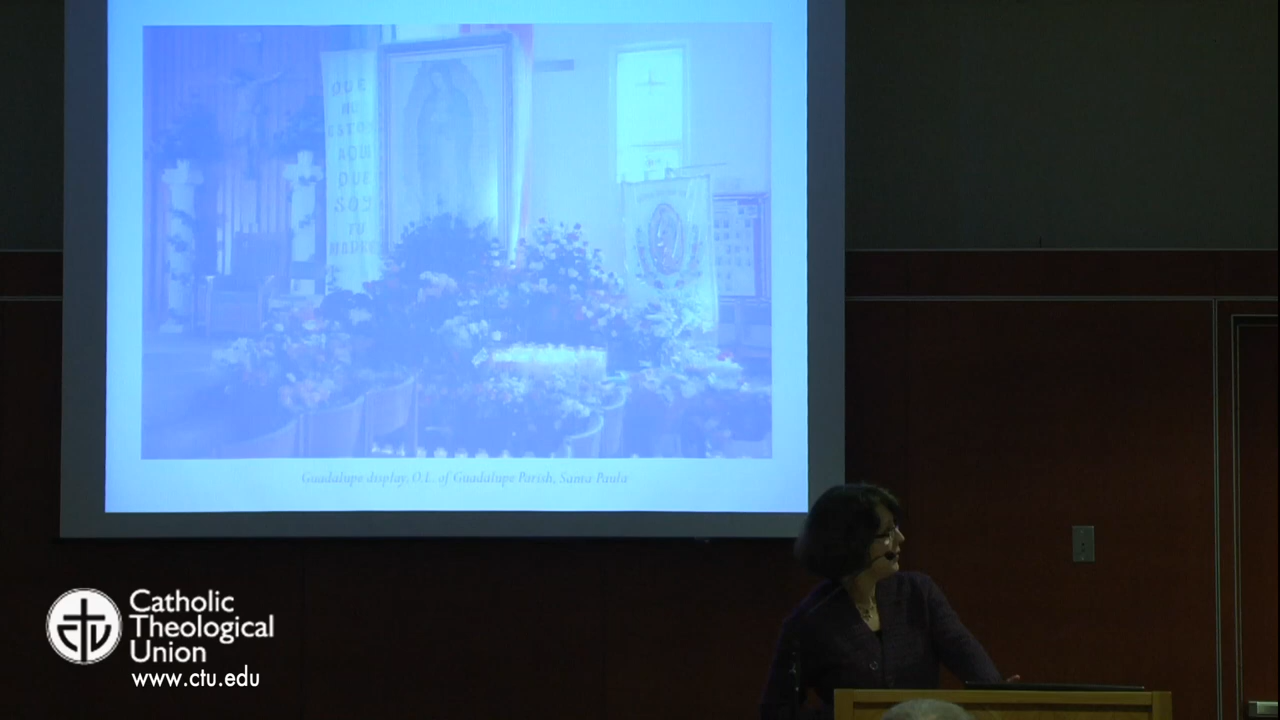 QUE
NO
ESTOY
AQUI
QUE
SOY
TU
MADRE
Guadalupe display, O.L. of Guadalupe Parish, Santa Paula
Catholic
Theological
Union
www.ctu.edu